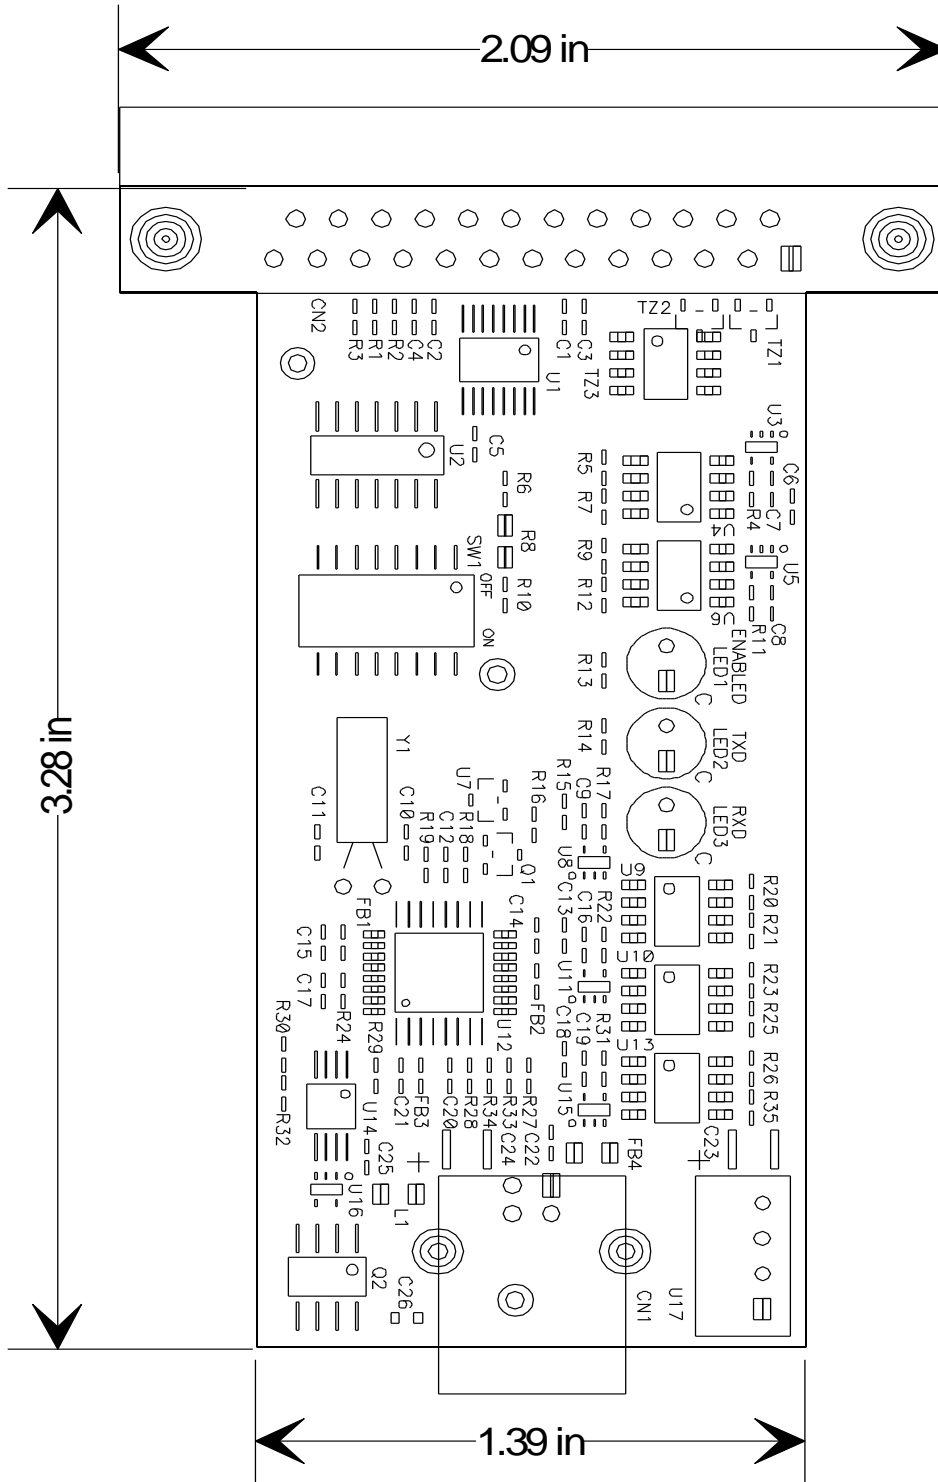 2.09 in
3.28 in
CN2
R3
R1
R2
C4
C2
U1
C1
C3
TZ3
TZ2
TZ1
U2
C5
U3
C6
R5
R7
R6
R8
R4
C7
U4
SW1
OFF
ON
R10
R9
R12
U5
U6
R11
C8
R13
ENABLED
LED1
C
R14
TXD
LED2
C
Y1
U7
R16
R15
C9
R17
RXD
LED3
C
C11
C10
R19
C12
R18
Q1
U8
U9
FB1
C14
C13
C16
R22
R20
R21
C15
C17
R24
U10
U11
FB2
R23
R25
R30
R29
U12
C18
C19
R31
U13
R32
U14
C21
FB3
C20
R28
R34
R33
R27
U15
R26
R35
C25
C24
C22
FB4
C23
U16
L1
Q2
C26
CN1
U17
1.39 in